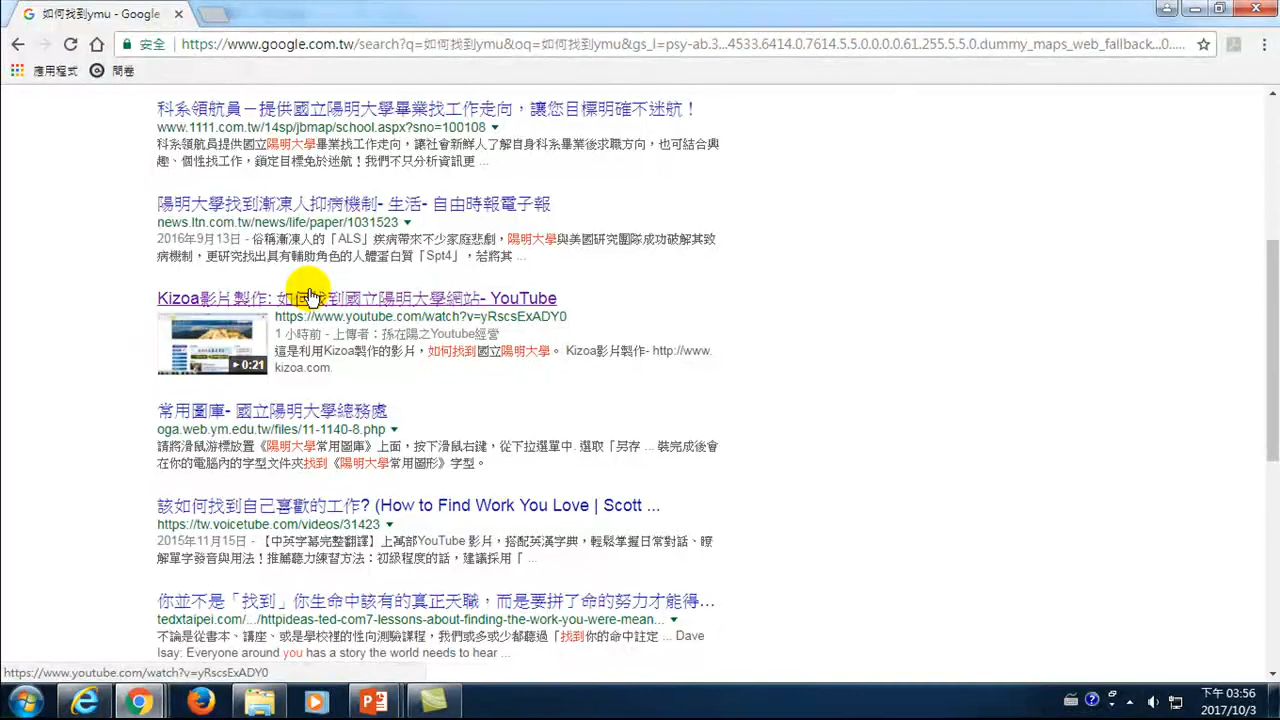 如何找到ymu - Google
安全
https://www.google.com.tw/search?q=如何找到ymu&oq=如何找到ymu&gs_l=psy-ab.3...4533.6414.0.7614.5.5.0.0.0.0.61.255.5.5.0.dummy_maps_web_fallback...0....
應用程式 問卷
科系領航員－提供國立陽明大學畢業找工作走向，讓您目標明確不迷航！
www.1111.com.tw/14sp/jbmap/school.aspx?sno=100108
科系領航員提供國立陽明大學畢業找工作走向，讓社會新鮮人了解自身科系畢業後求職方向，也可結合興
趣、個性找工作，鎖定目標免於迷航！我們不只分析資訊更 ...
陽明大學找到漸凍人抑病機制- 生活- 自由時報電子報
news.ltn.com.tw/news/life/paper/1031523
2016年9月13日 - 俗稱漸凍人的「ALS」疾病帶來不少家庭悲劇，陽明大學與美國研究團隊成功破解其致
病機制，更研究找出具有輔助角色的人體蛋白質「Spt4」，若將其 ...
Kizoa影片製作: 如何找到國立陽明大學網站- YouTube
https://www.youtube.com/watch?v=yRscsExADY0
1 小時前 - 上傳者：孫在陽之Youtube經營
這是利用Kizoa製作的影片，如何找到國立陽明大學。 Kizoa影片製作- http://www.
kizoa.com.
0:21
常用圖庫- 國立陽明大學總務處
oga.web.ym.edu.tw/files/11-1140-8.php
請將滑鼠游標放置《陽明大學常用圖庫》上面，按下滑鼠右鍵，從下拉選單中. 選取「另存 ... 裝完成後會
在你的電腦內的字型文件夾找到《陽明大學常用圖形》字型。
該如何找到自己喜歡的工作? (How to Find Work You Love | Scott ...
https://tw.voicetube.com/videos/31423
2015年11月15日 - 【中英字幕完整翻譯】上萬部YouTube 影片，搭配英漢字典，輕鬆掌握日常對話、瞭
解單字發音與用法！推薦聽力練習方法：初級程度的話，建議採用「 ...
你並不是「找到」你生命中該有的真正天職，而是要拼了命的努力才能得...
tedxtaipei.com/.../httpideas-ted-com7-lessons-about-finding-the-work-you-were-mean...
不論是從書本、講座、或是學校裡的性向測驗課程，我們或多或少都聽過「找到你的命中註定 ... Dave
Isay: Everyone around you has a story the world needs to hear ...
https://www.youtube.com/watch?v=yRscsExADY0
下午 03:56
2017/10/3